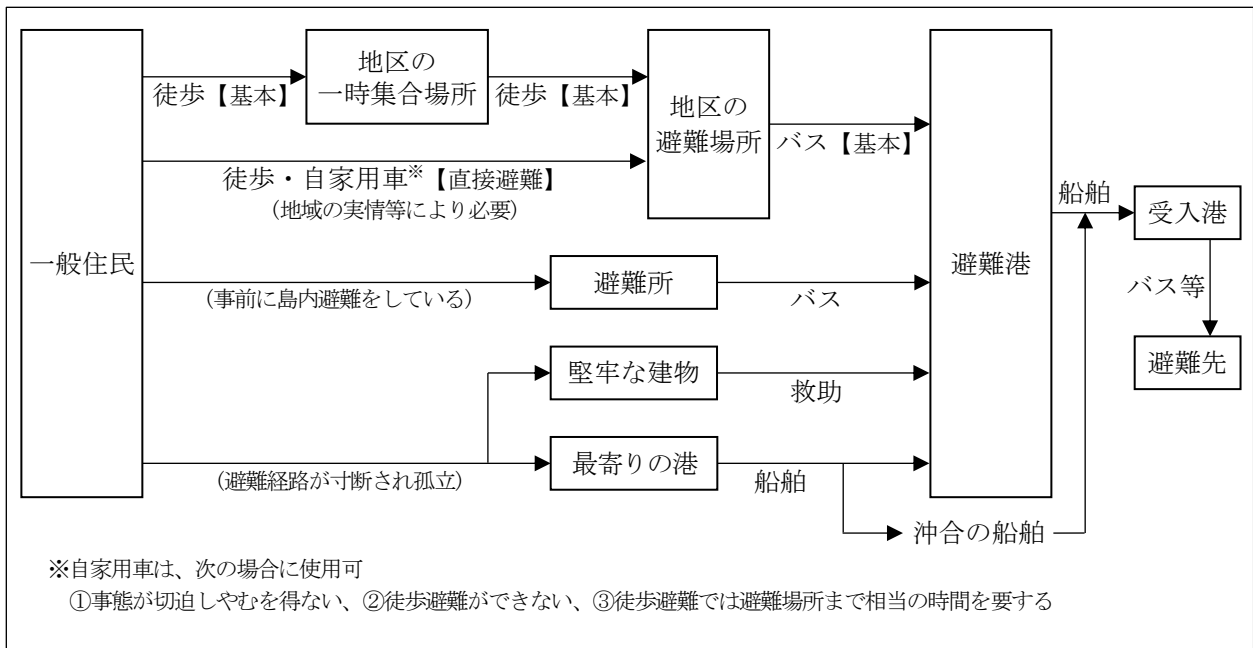 一般住民
徒歩【基本】
地区の
一時集合場所
徒歩【基本】
地区の
避難場所
バス【基本】
徒歩・自家用車※【直接避難】
(地域の実情等により必要)
(事前に島内避難をしている)
避難所
バス
堅牢な建物
救助
(避難経路が寸断され孤立)
最寄りの港
船舶
沖合の船舶
避難港
船舶
受入港
バス等
避難先
※自家用車は、次の場合に使用可
①事態が切迫しやむを得ない、②徒歩避難ができない、③徒歩避難では避難場所まで相当の時間を要する